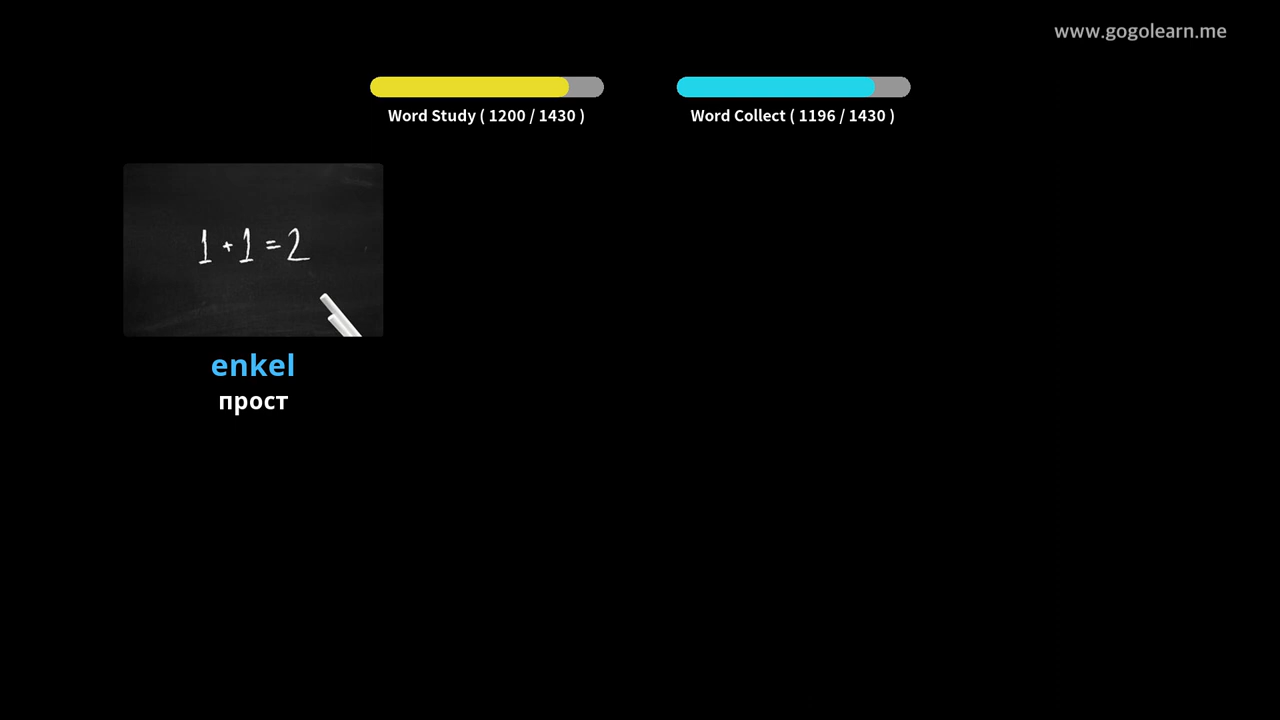 www.gogolearn.me
Word Study ( 1200 / 1430 )
Word Collect ( 1196 / 1430 )
1 + 1 = 2
enkel
прост